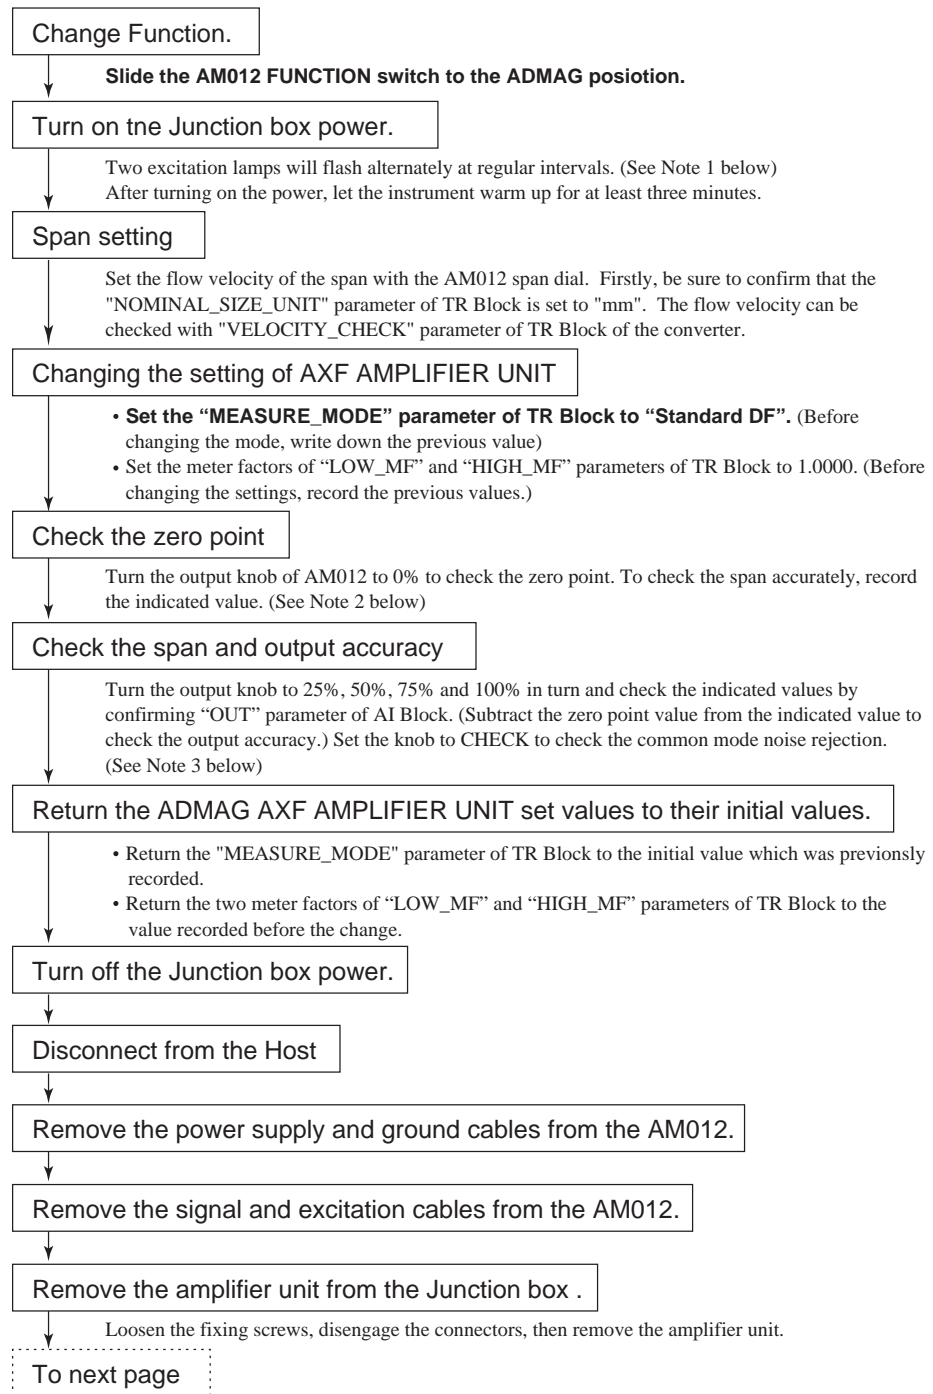 Change Function.
Slide the AM012 FUNCTION switch to the ADMAG posiotion.
Turn on tne Junction box power.
Two excitation lamps will flash alternately at regular intervals. (See Note 1 below)
After turning on the power, let the instrument warm up for at least three minutes.
Span setting
Set the flow velocity of the span with the AM012 span dial. Firstly, be sure to confirm that the
"NOMINAL_SIZE_UNIT" parameter of TR Block is set to "mm". The flow velocity can be
checked with "VELOCITY_CHECK" parameter of TR Block of the converter.
Changing the setting of AXF AMPLIFIER UNIT
• Set the “MEASURE_MODE” parameter of TR Block to “Standard DF”. (Before
changing the mode, write down the previous value)
• Set the meter factors of “LOW_MF” and “HIGH_MF” parameters of TR Block to 1.0000. (Before
changing the settings, record the previous values.)
Check the zero point
Turn the output knob of AM012 to 0% to check the zero point. To check the span accurately, record
the indicated value. (See Note 2 below)
Check the span and output accuracy
Turn the output knob to 25%, 50%, 75% and 100% in turn and check the indicated values by
confirming “OUT” parameter of AI Block. (Subtract the zero point value from the indicated value to
check the output accuracy.) Set the knob to CHECK to check the common mode noise rejection.
(See Note 3 below)
Return the ADMAG AXF AMPLIFIER UNIT set values to their initial values.
• Return the "MEASURE_MODE" parameter of TR Block to the initial value which was previonsly
recorded.
• Return the two meter factors of “LOW_MF” and “HIGH_MF” parameters of TR Block to the
value recorded before the change.
Turn off the Junction box power.
Disconnect from the Host
Remove the power supply and ground cables from the AM012.
Remove the signal and excitation cables from the AM012.
Remove the amplifier unit from the Junction box .
Loosen the fixing screws, disengage the connectors, then remove the amplifier unit.
To next page